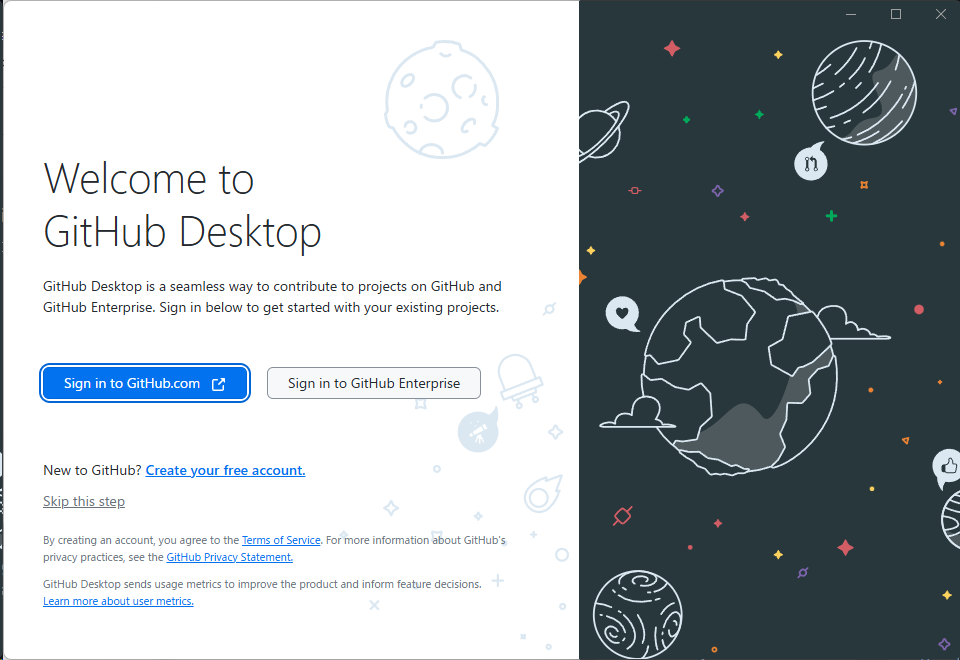 Welcome to
GitHub Desktop
GitHub Desktop is a seamless way to contribute to projects on GitHub and
GitHub Enterprise. Sign in below to get started with your existing projects.
Sign in to GitHub.com
Sign in to GitHub Enterprise
New to GitHub? Create your free account.
Skip this step
By creating an account, you agree to the Terms of Service. For more information about GitHub's
privacy practices, see the GitHub Privacy Statement.
GitHub Desktop sends usage metrics to improve the product and inform feature decisions.
Learn more about user metrics.